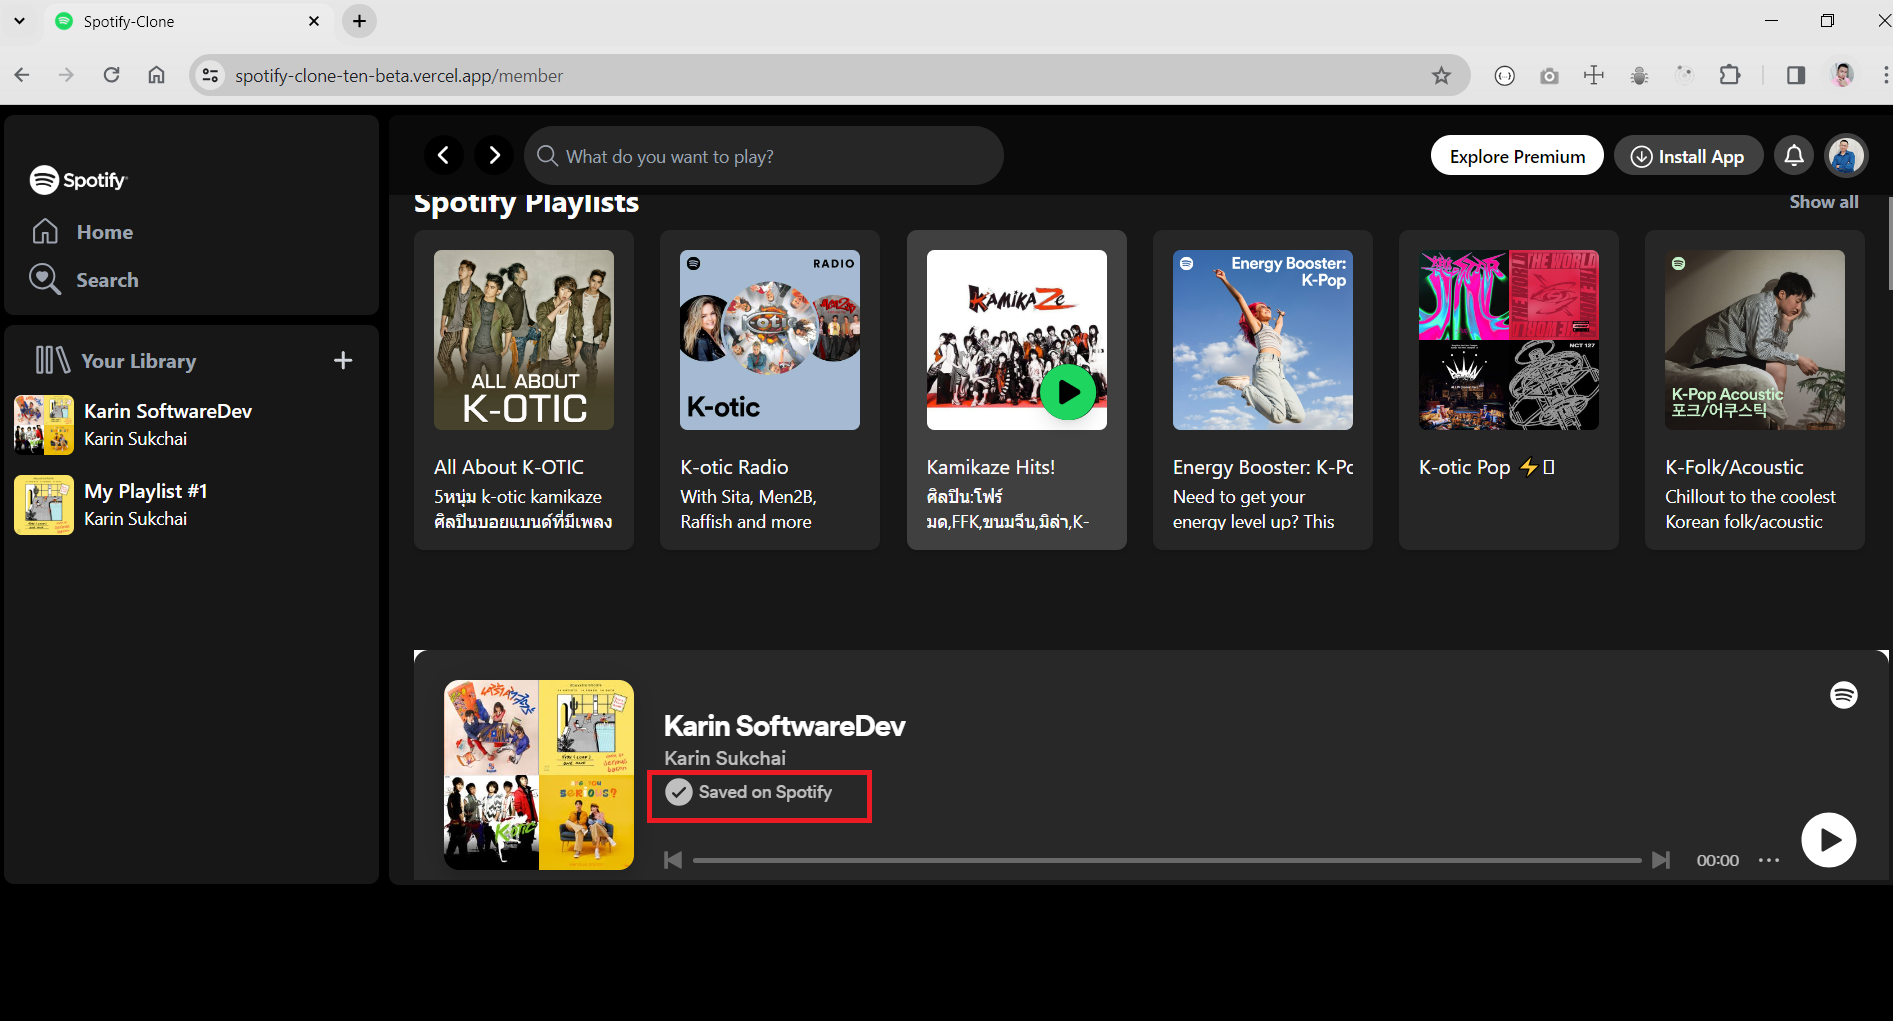 Spotify-Clone
spotify-clone-ten-beta.vercel.app/member
Spotify
Home
Search
Your Library
Karin SoftwareDev
Karin Sukchai
My Playlist #1
Karin Sukchai
What do you want to play?
Explore Premium
Install App
Spotify Playlists
Show all
ALL ABOUT
K-OTIC
All About K-OTIC
5หนุ่ม k-otic kamikaze
ศิลปินบอยแบนด์ที่มีเพลง
RADIO
K-otic
K-otic Radio
With Sita, Men2B,
Raffish and more
KAMIKAZe
Kamikaze Hits!
ศิลปิน:โฟร์
มด,FFK,ขนมจีน,มิล่า,K-
Energy Booster:
K-Pop
Energy Booster: K-Pc
Need to get your
energy level up? This
NCT 127
K-otic Pop ⚡
K-Pop Acoustic
포크/어쿠스틱
K-Folk/Acoustic
Chillout to the coolest
Korean folk/acoustic
SERIOUS?
Karin SoftwareDev
Karin Sukchai
Saved on Spotify
00:00